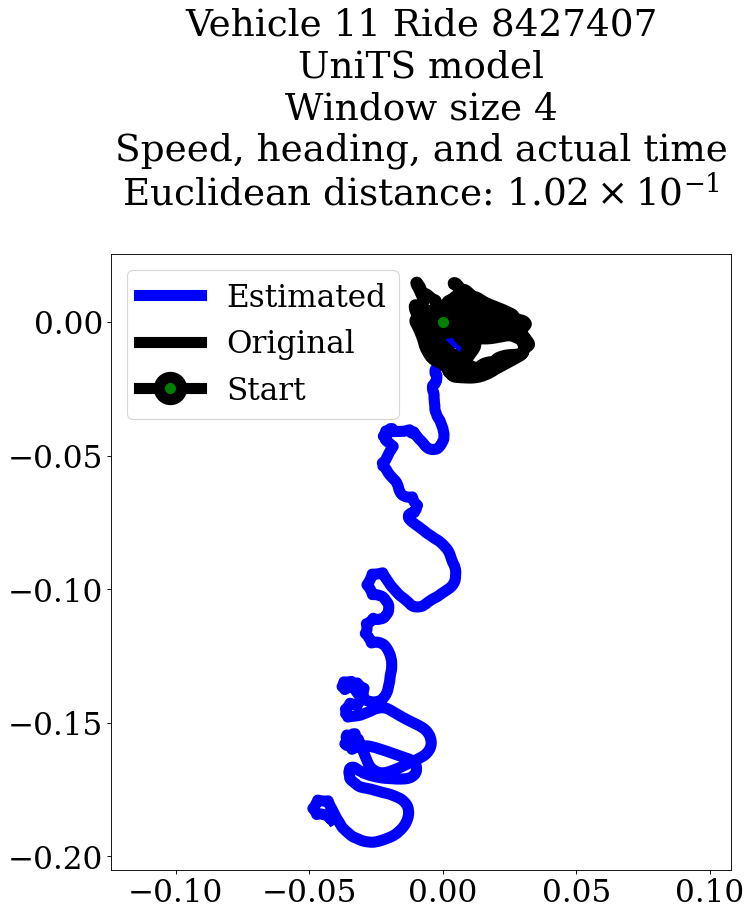 Vehicle 11 Ride 8427407
UniTS model
Window size 4
Speed, heading, and actual time
Euclidean distance: 1.02 × 10⁻¹
Estimated
Original
Start
0.00
−0.05
−0.10
−0.15
−0.20
−0.10 −0.05 0.00 0.05 0.10